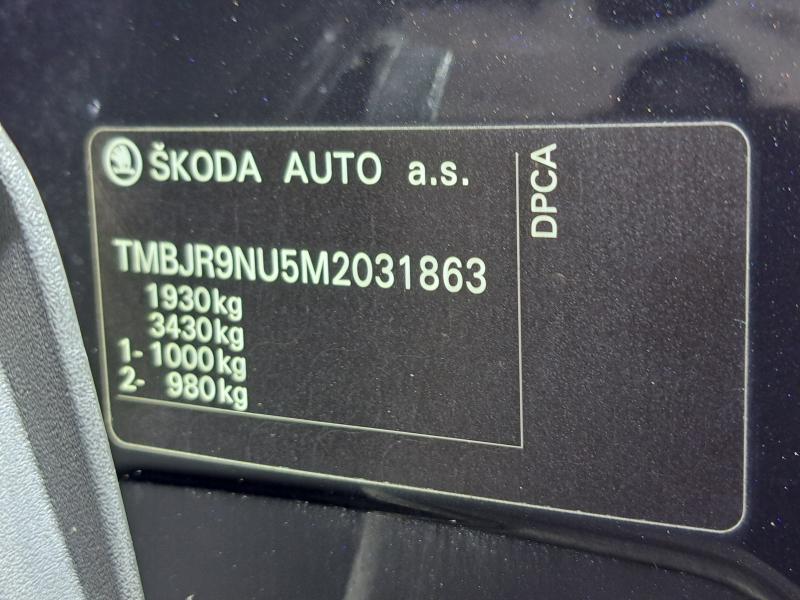 ŠKODA AUTO a.s.
DPCA
TMBJR9NU5M2031863
1930kg
3430kg
1- 1000kg
2- 980kg